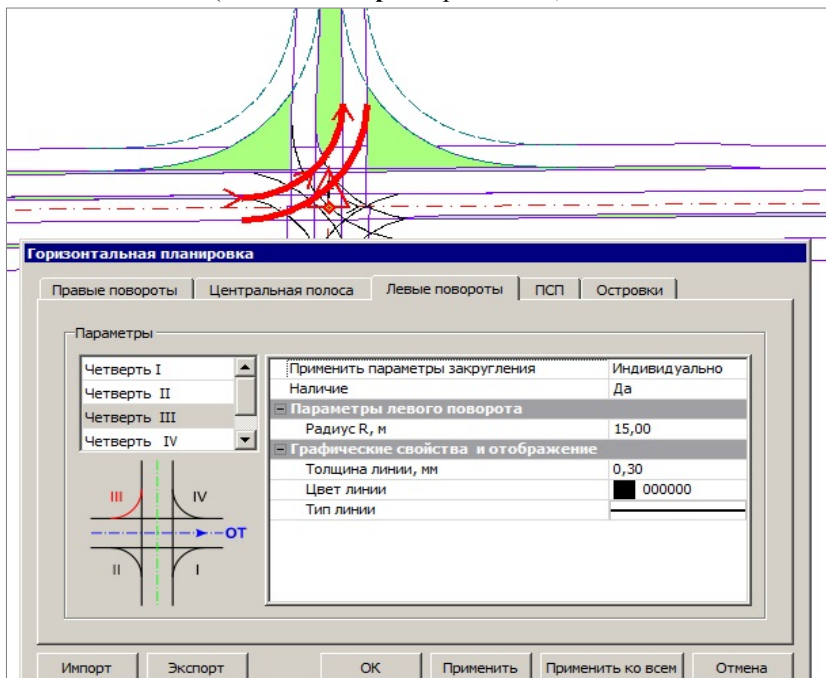 Горизонтальная планировка
Правые повороты Центральная полоса Левые повороты ПСП Островки
Параметры
Четверть I
Четверть II
Четверть III
Четверть IV
Применить параметры закругления Индивидуально
Наличие Да
Параметры левого поворота
Радиус R, м 15,00
Графические свойства и отображение
Толщина линии, мм 0,30
Цвет линии 000000
Тип линии
III IV
ОТ
II I
Импорт Экспорт ОК Применить Применить ко всем Отмена